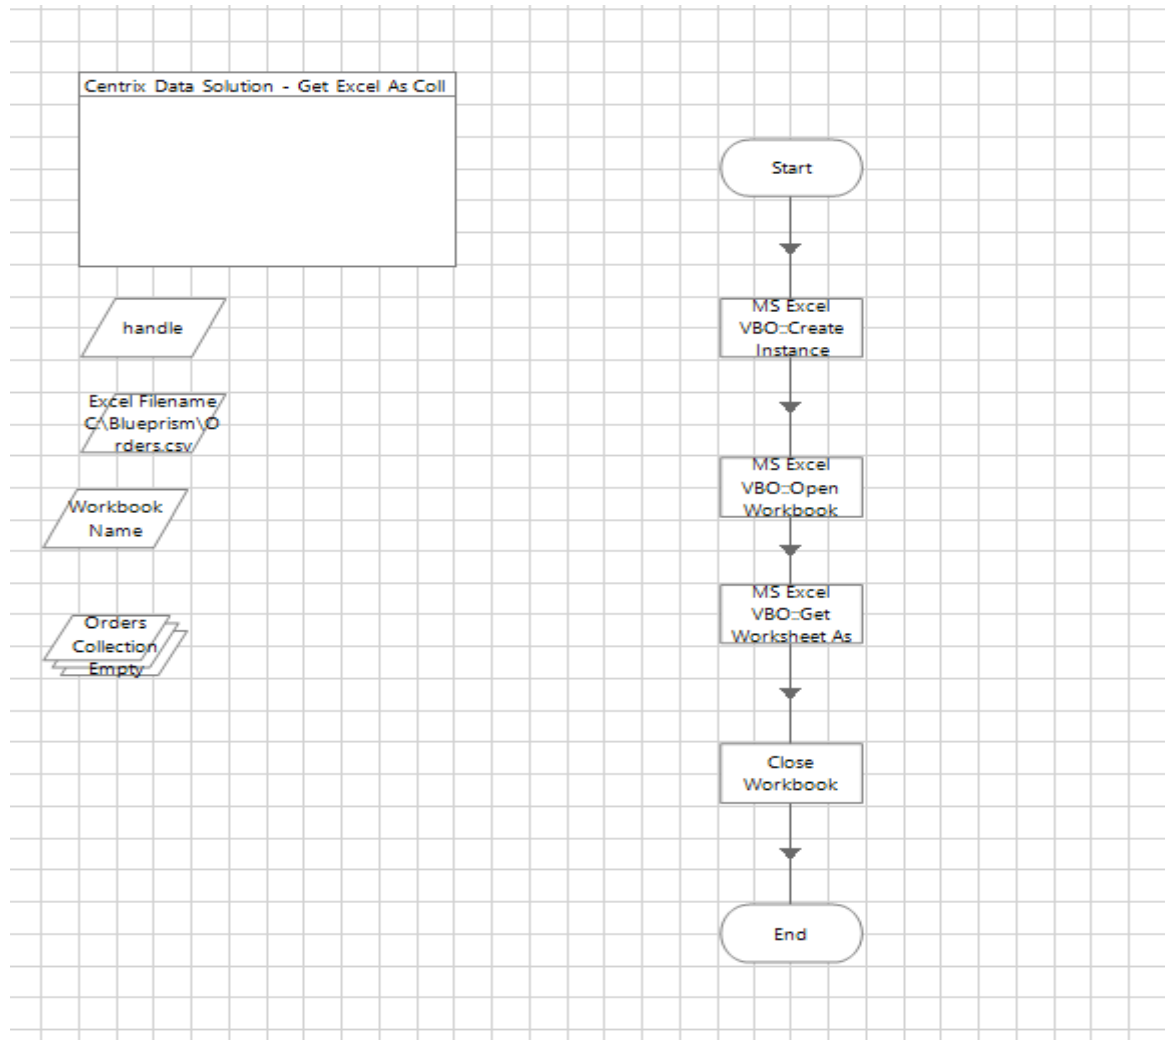 Centrix Data Solution - Get Excel As Coll
Start
handle
MS Excel
VBO::Create
Instance
Excel Filename
C:\Blueprism\O
rders.csv
MS Excel
VBO::Open
Workbook
Workbook
Name
MS Excel
VBO::Get
Worksheet As
Orders
Collection
Empty
Close
Workbook
End